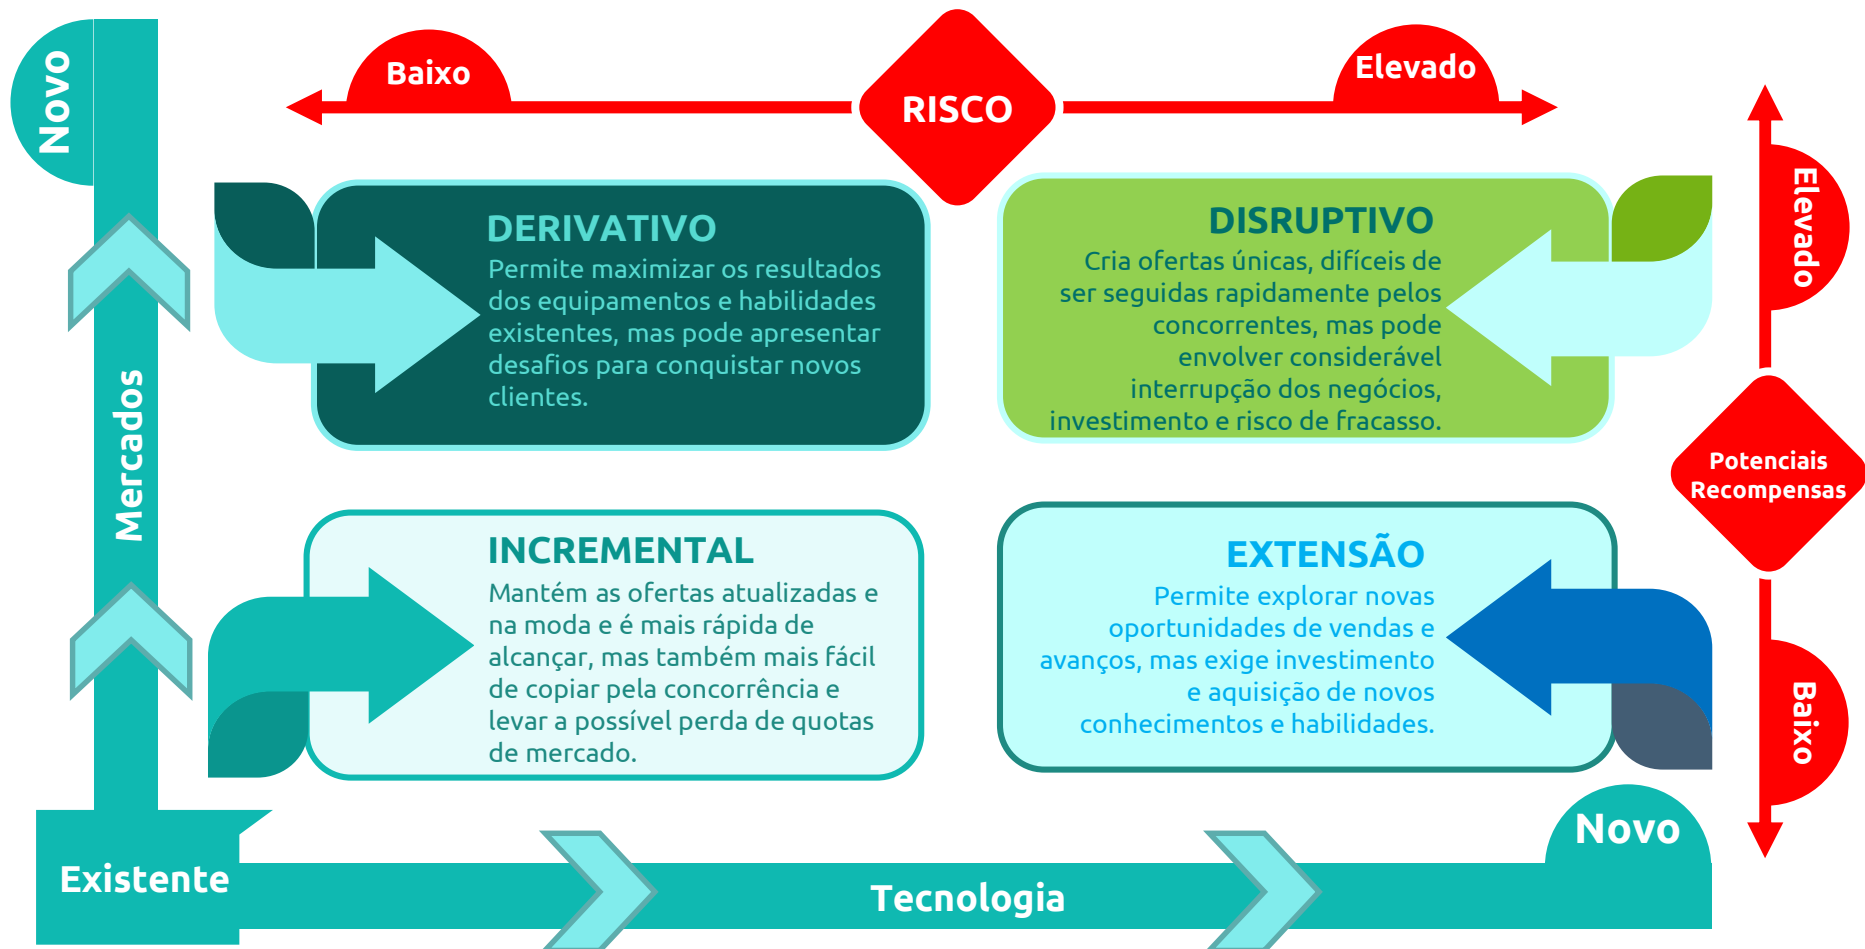 Novo
Baixo
RISCO
Elevado
Elevado
DERIVATIVO
Permite maximizar os resultados
dos equipamentos e habilidades
existentes, mas pode apresentar
desafios para conquistar novos
clientes.
DISRUPTIVO
Cria ofertas únicas, difíceis de
ser seguidas rapidamente pelos
concorrentes, mas pode
envolver considerável
interrupção dos negócios,
investimento e risco de fracasso.
Mercados
Potenciais
Recompensas
INCREMENTAL
Mantém as ofertas atualizadas e
na moda e é mais rápida de
alcançar, mas também mais fácil
de copiar pela concorrência e
levar a possível perda de quotas
de mercado.
EXTENSÃO
Permite explorar novas
oportunidades de vendas e
avanços, mas exige investimento
e aquisição de novos
conhecimentos e habilidades.
Baixo
Existente
Tecnologia
Novo